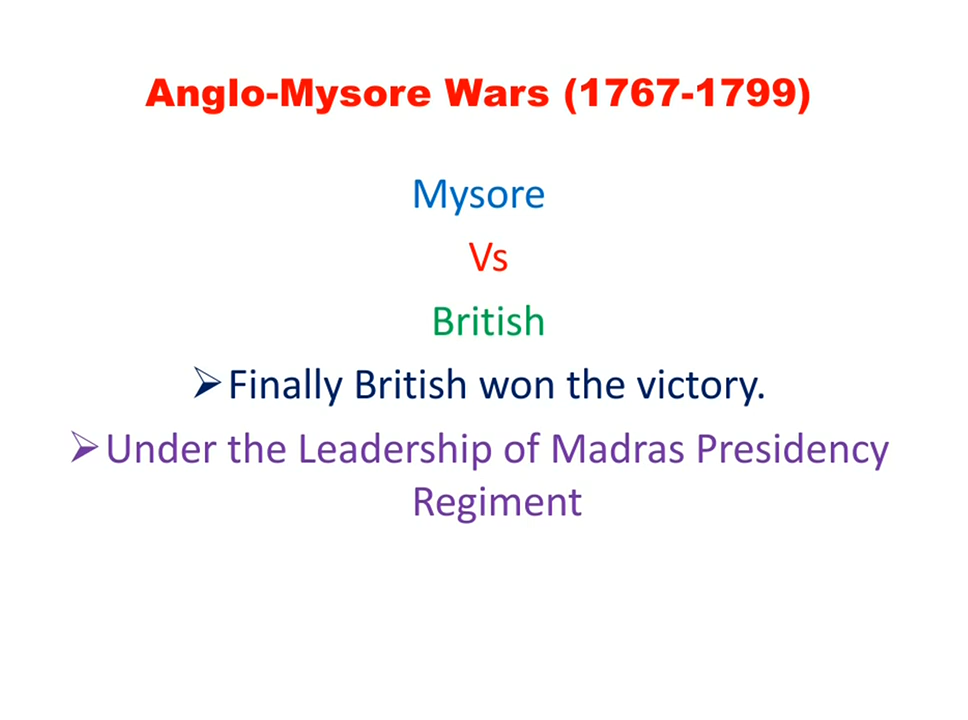 Anglo-Mysore Wars (1767-1799)
Mysore
Vs
British
➢Finally British won the victory.
➢Under the Leadership of Madras Presidency
Regiment